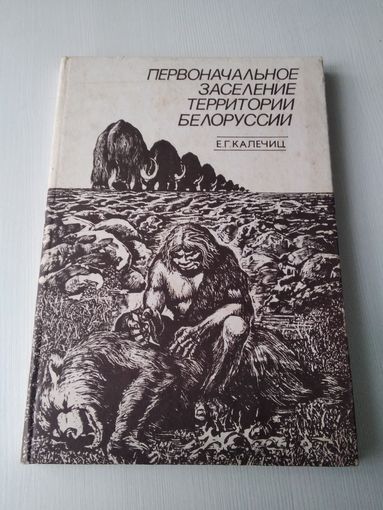 ПЕРВОНАЧАЛЬНОЕ
ЗАСЕЛЕНИЕ
ТЕРРИТОРИИ
БЕЛОРУССИИ
Е.Г.КАЛЕЧИЦ